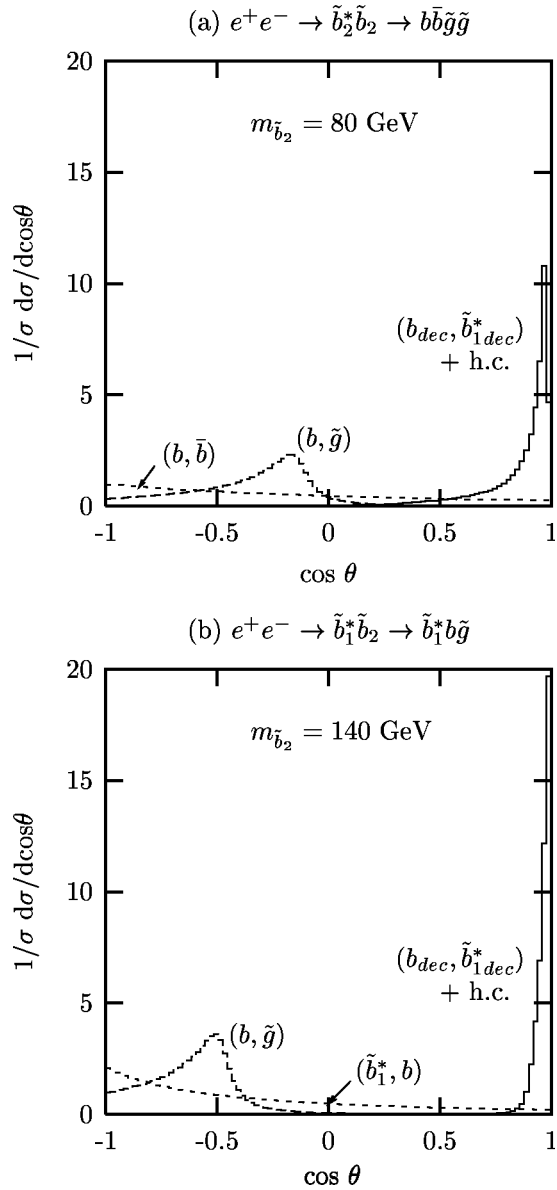 (a) e⁺e⁻ → b̃₂*b̃₂ → bb̄g̃g̃
20
m_b̃₂ = 80 GeV
15
1/σ dσ/dcosθ
10
(b_dec, b̃*_1dec)
+ h.c.
5
(b, b̄)
(b, g̃)
0
-1 -0.5 0 0.5 1
cos θ
(b) e⁺e⁻ → b̃₁*b̃₂ → b̃₁*bg̃
20
m_b̃₂ = 140 GeV
15
1/σ dσ/dcosθ
10
(b_dec, b̃*_1dec)
+ h.c.
5
(b, g̃)
(b̃₁*, b)
0
-1 -0.5 0 0.5 1
cos θ